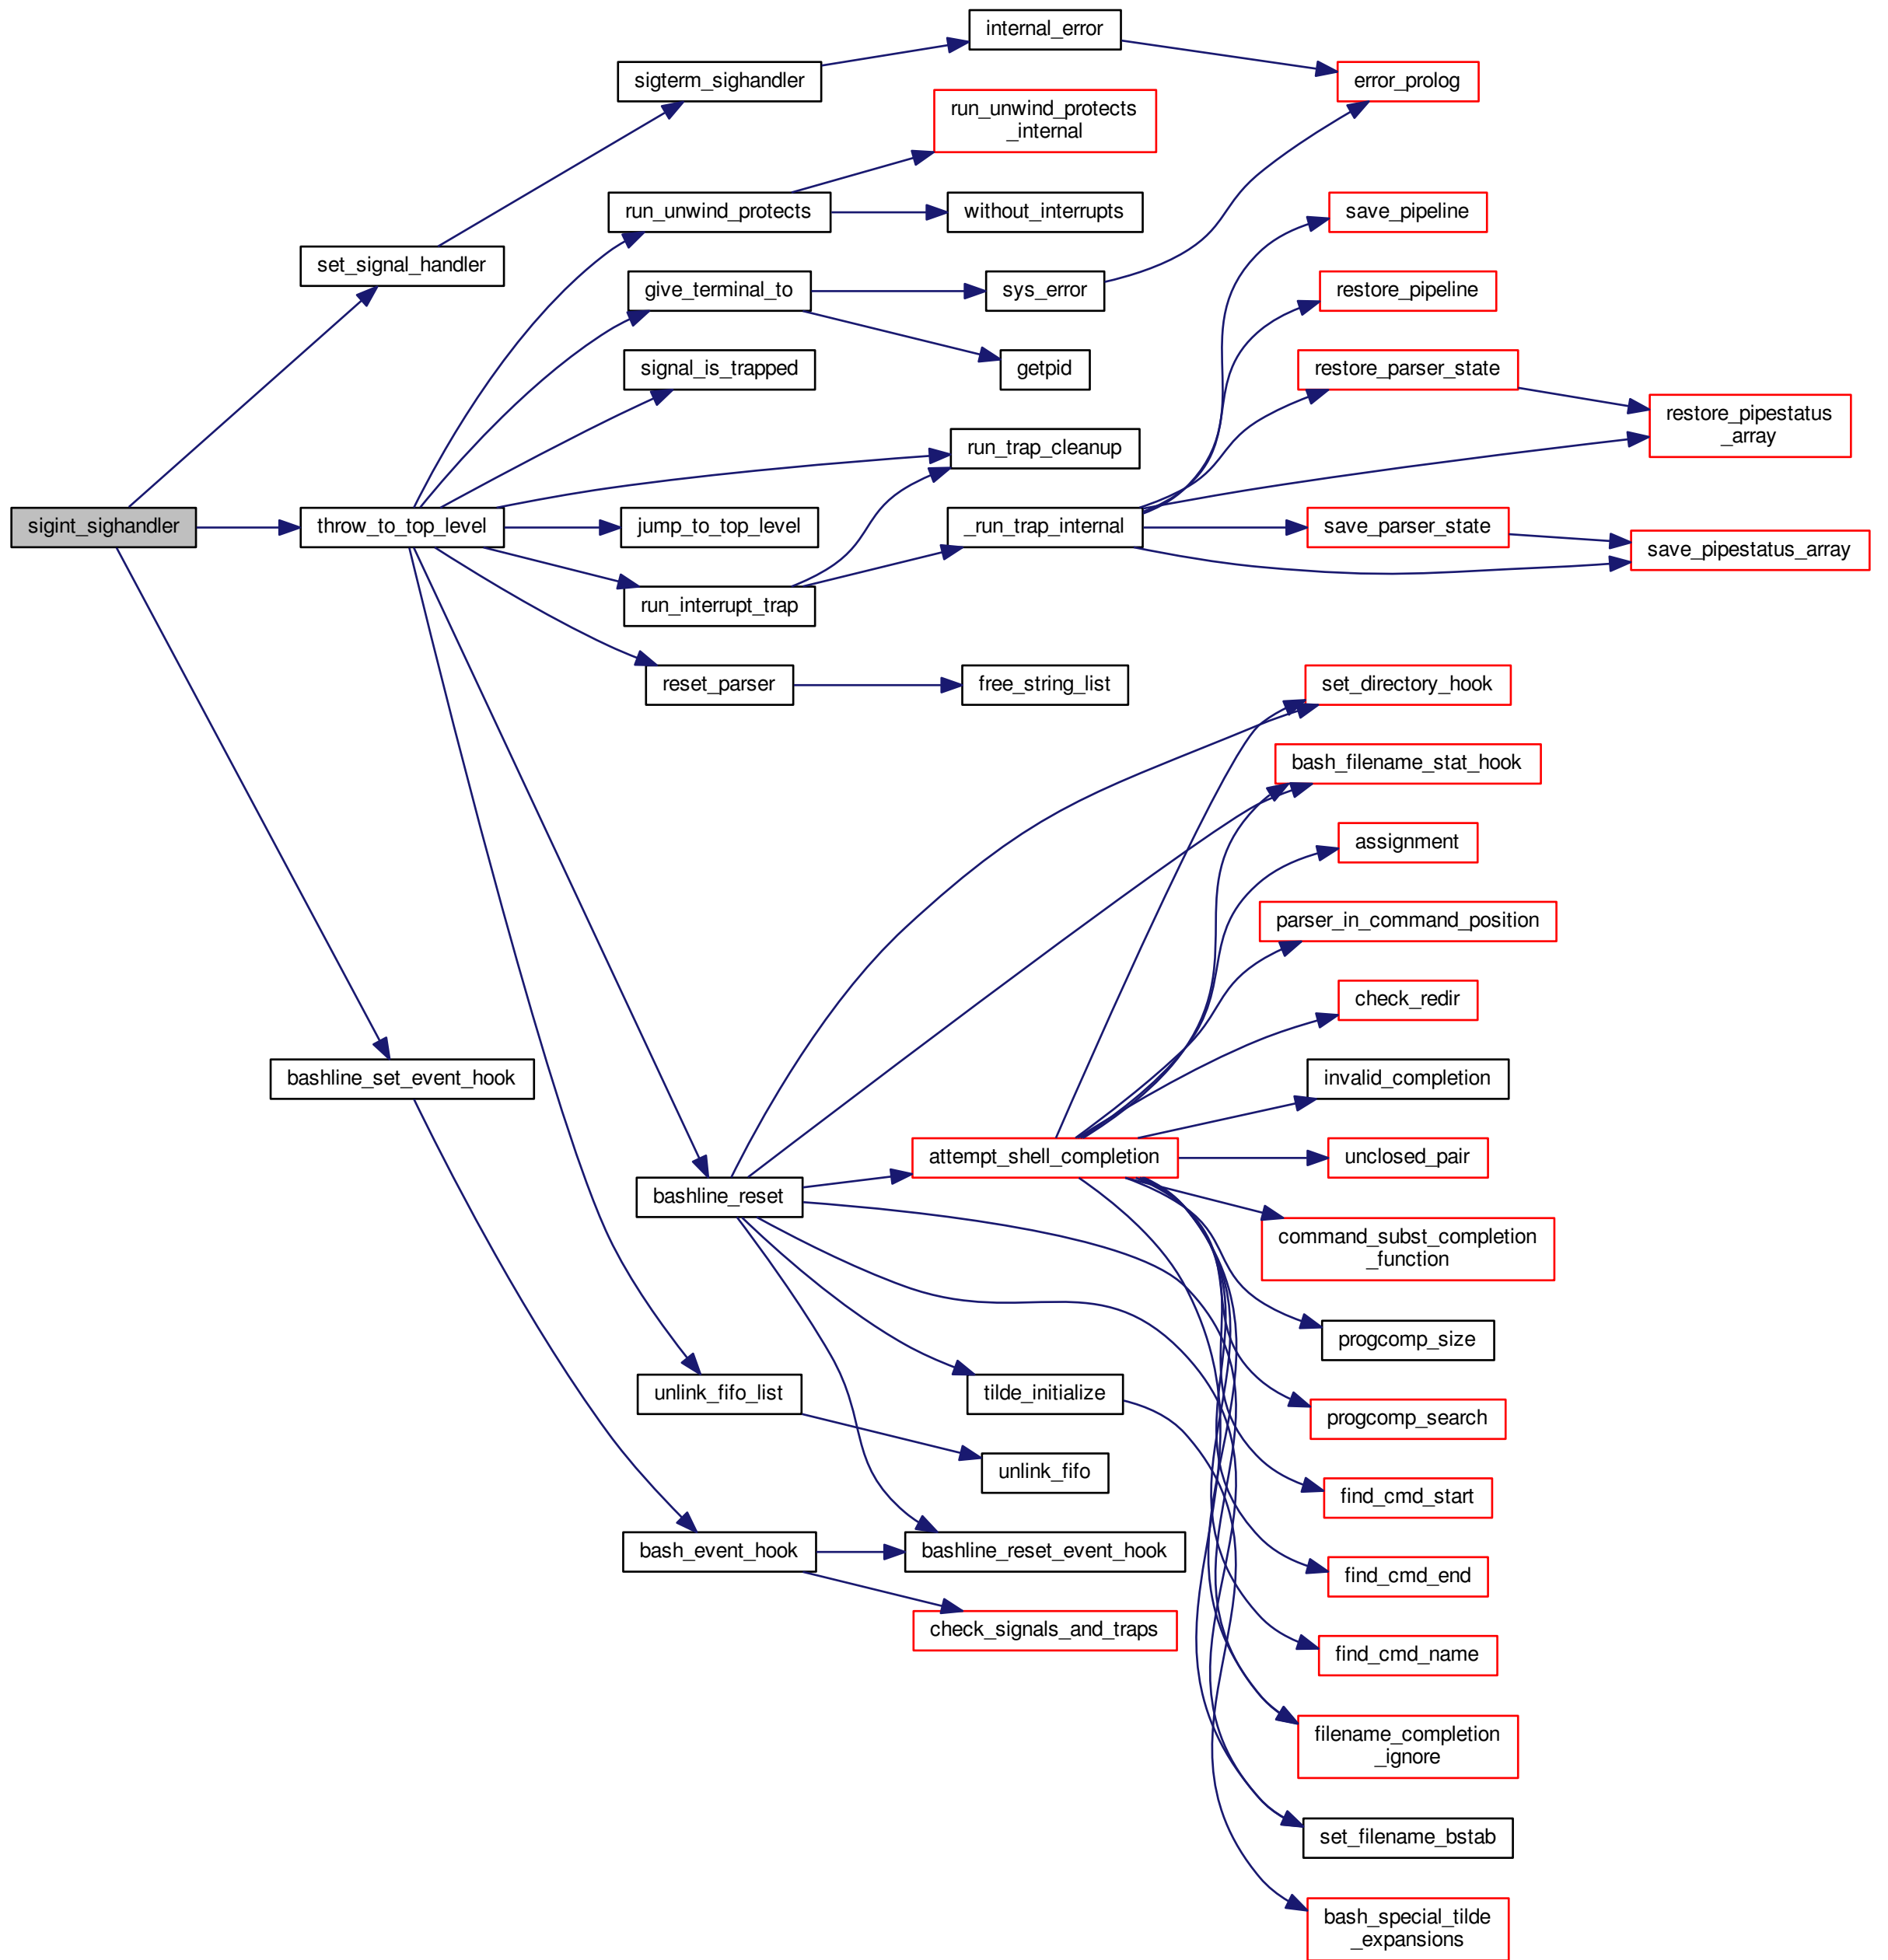 internal_error
sigterm_sighandler
error_prolog
run_unwind_protects
_internal
run_unwind_protects
without_interrupts
save_pipeline
set_signal_handler
give_terminal_to
sys_error
restore_pipeline
signal_is_trapped
getpid
restore_parser_state
restore_pipestatus
_array
run_trap_cleanup
sigint_sighandler
throw_to_top_level
jump_to_top_level
_run_trap_internal
save_parser_state
save_pipestatus_array
run_interrupt_trap
reset_parser
free_string_list
set_directory_hook
bash_filename_stat_hook
assignment
parser_in_command_position
check_redir
bashline_set_event_hook
invalid_completion
attempt_shell_completion
unclosed_pair
bashline_reset
command_subst_completion
_function
progcomp_size
unlink_fifo_list
tilde_initialize
progcomp_search
unlink_fifo
find_cmd_start
bash_event_hook
bashline_reset_event_hook
find_cmd_end
check_signals_and_traps
find_cmd_name
filename_completion
_ignore
set_filename_bstab
bash_special_tilde
_expansions